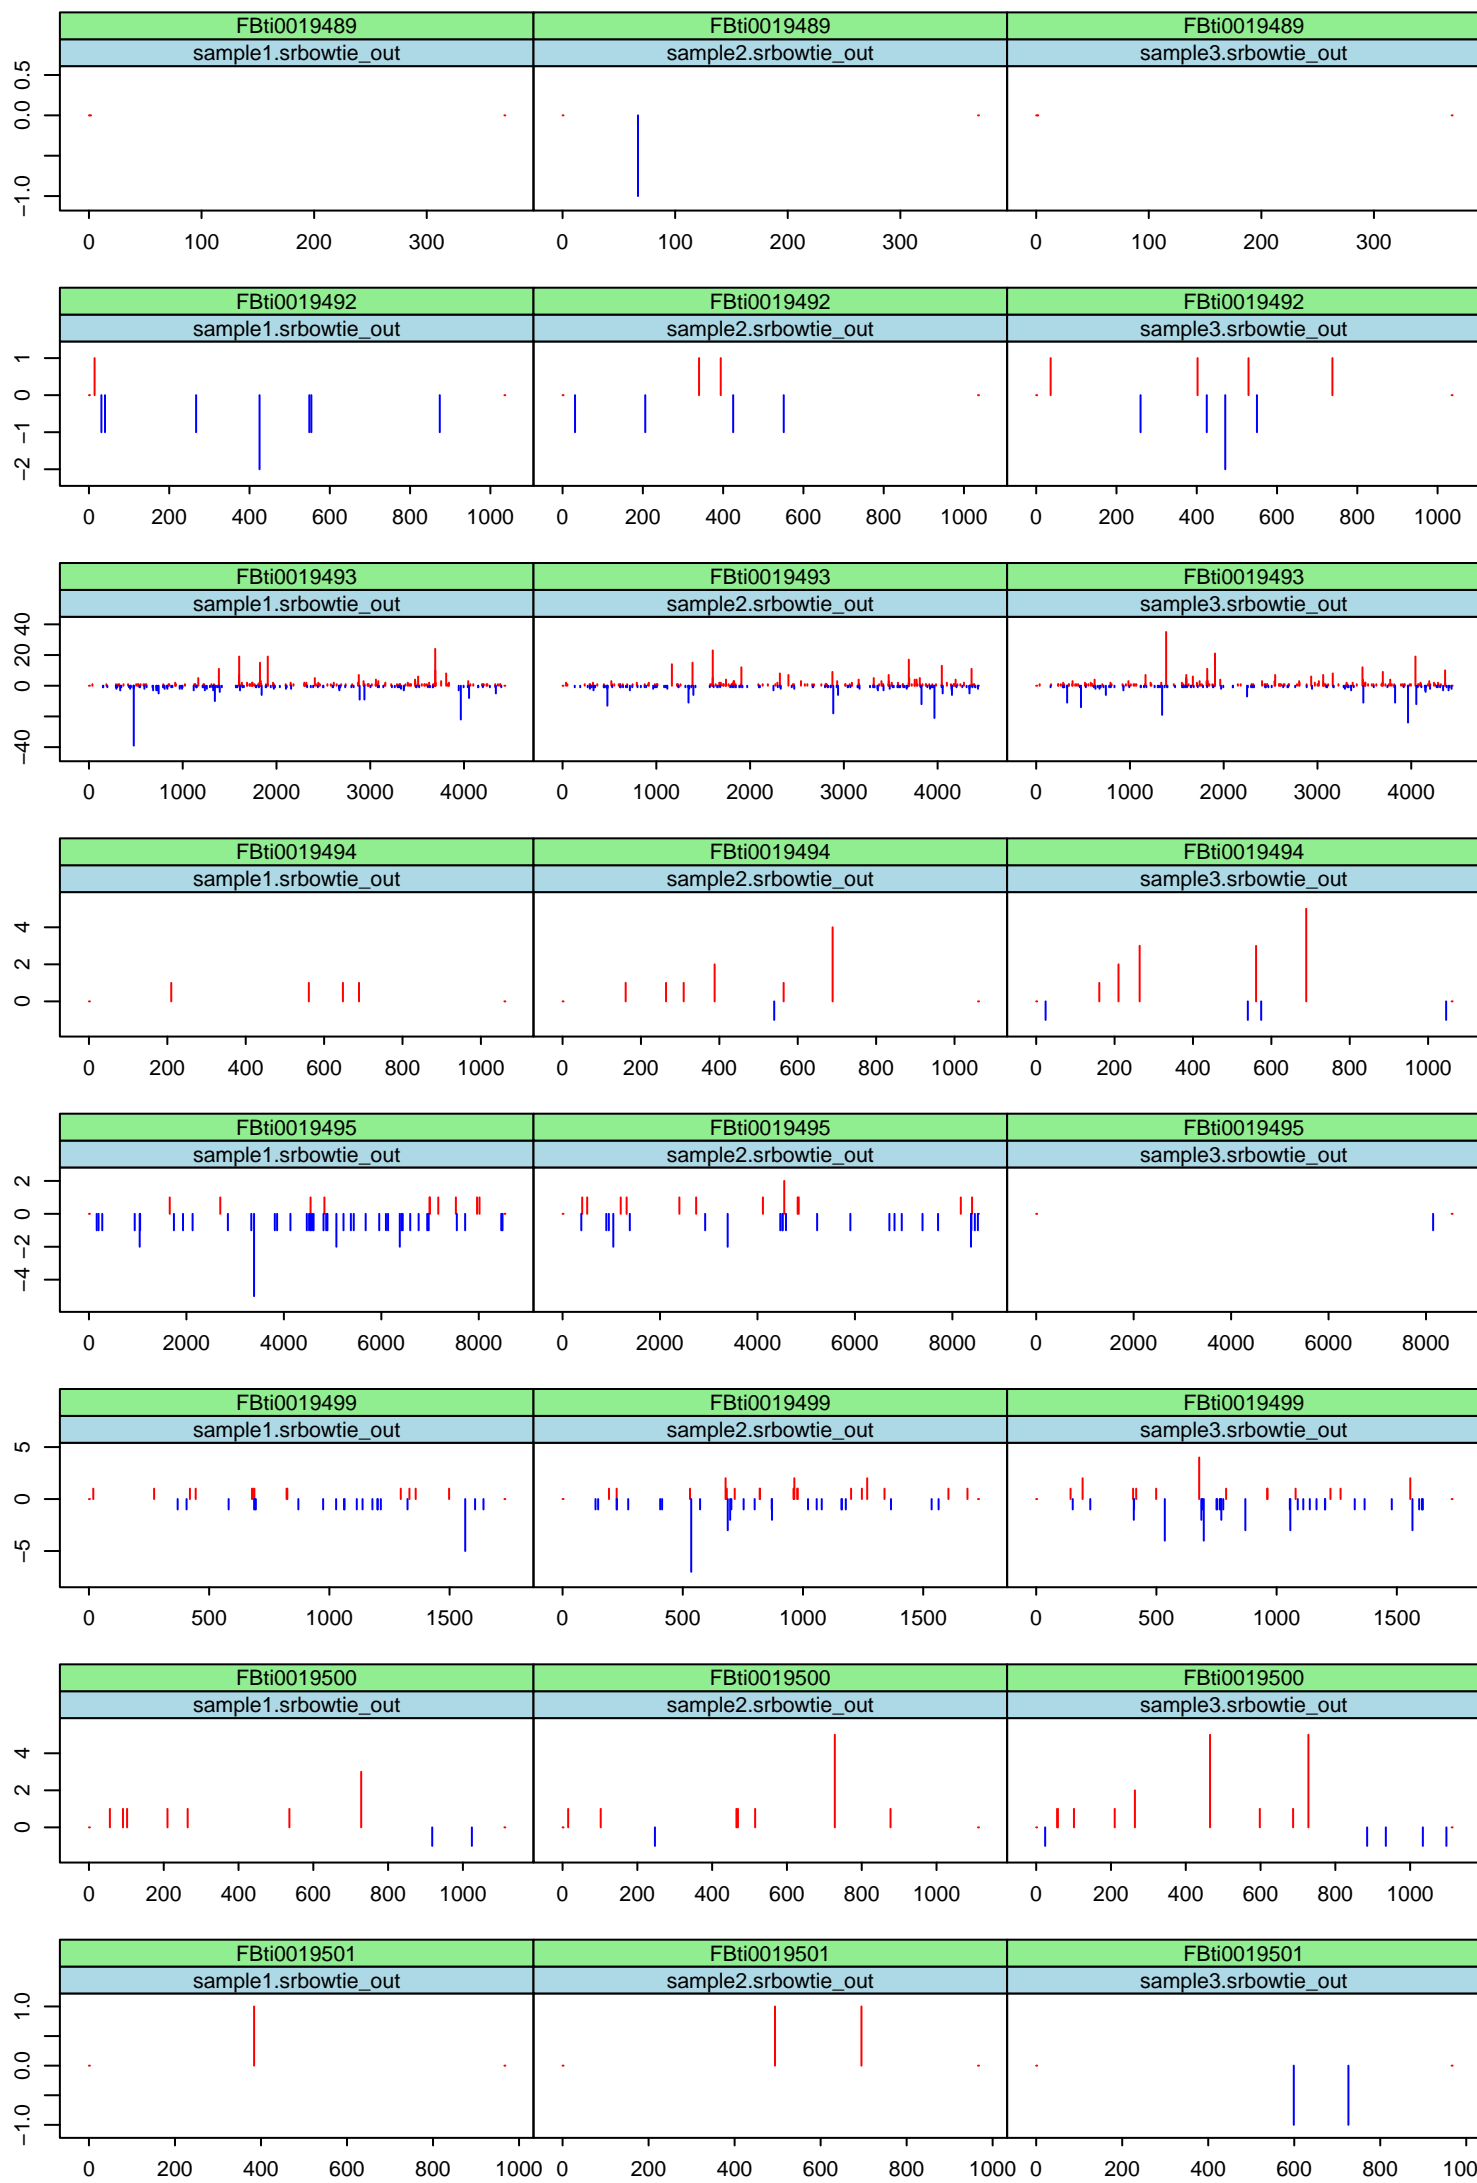 FBti0019489 FBti0019489 FBti0019489
sample1.srbowtie_out sample2.srbowtie_out sample3.srbowtie_out
0.5
0.0
-1.0
0 100 200 300 0 100 200 300 0 100 200 300
FBti0019492 FBti0019492 FBti0019492
sample1.srbowtie_out sample2.srbowtie_out sample3.srbowtie_out
1
0
-1
-2
0 200 400 600 800 1000 0 200 400 600 800 1000 0 200 400 600 800 1000
FBti0019493 FBti0019493 FBti0019493
sample1.srbowtie_out sample2.srbowtie_out sample3.srbowtie_out
40
20
0
-40
0 1000 2000 3000 4000 0 1000 2000 3000 4000 0 1000 2000 3000 4000
FBti0019494 FBti0019494 FBti0019494
sample1.srbowtie_out sample2.srbowtie_out sample3.srbowtie_out
4
2
0
0 200 400 600 800 1000 0 200 400 600 800 1000 0 200 400 600 800 1000
FBti0019495 FBti0019495 FBti0019495
sample1.srbowtie_out sample2.srbowtie_out sample3.srbowtie_out
2
0
-2
-4
0 2000 4000 6000 8000 0 2000 4000 6000 8000 0 2000 4000 6000 8000
FBti0019499 FBti0019499 FBti0019499
sample1.srbowtie_out sample2.srbowtie_out sample3.srbowtie_out
5
0
-5
0 500 1000 1500 0 500 1000 1500 0 500 1000 1500
FBti0019500 FBti0019500 FBti0019500
sample1.srbowtie_out sample2.srbowtie_out sample3.srbowtie_out
4
2
0
0 200 400 600 800 1000 0 200 400 600 800 1000 0 200 400 600 800 1000
FBti0019501 FBti0019501 FBti0019501
sample1.srbowtie_out sample2.srbowtie_out sample3.srbowtie_out
1.0
0.0
-1.0
0 200 400 600 800 1000 0 200 400 600 800 1000 0 200 400 600 800